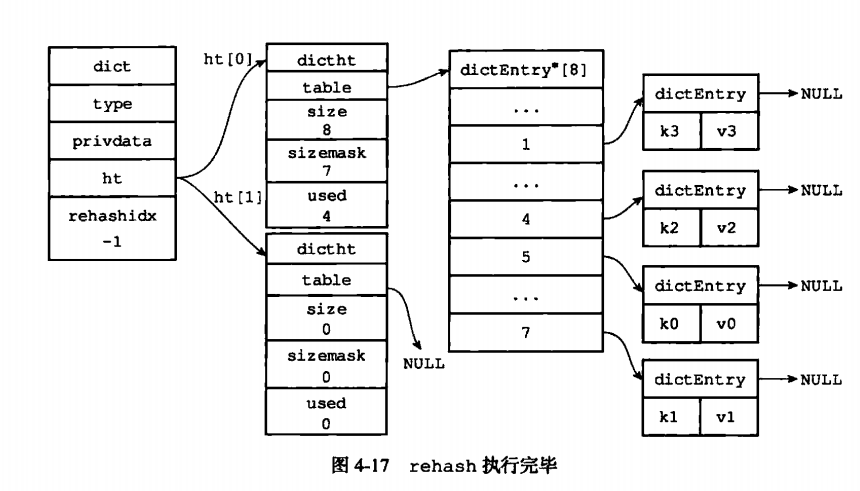 dict
type
privdata
ht
rehashidx
-1
ht[0]
dictht
table
size
8
sizemask
7
used
4
ht[1]
dictht
table
size
0
sizemask
0
used
0
NULL
dictEntry*[8]
...
1
...
4
5
...
7
dictEntry
NULL
k3 v3
dictEntry
NULL
k2 v2
dictEntry
NULL
k0 v0
dictEntry
NULL
k1 v1
图 4-17 rehash 执行完毕